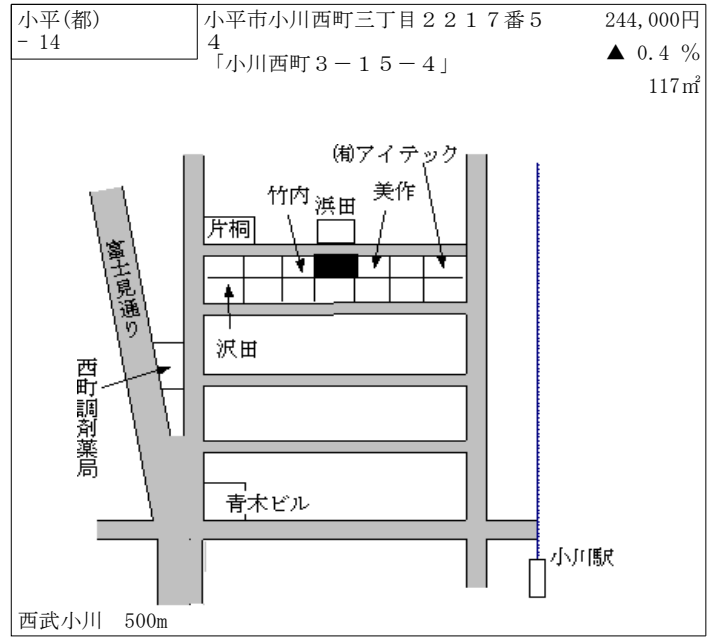 小平(都)
- 14
小平市小川西町三丁目２２１７番５
４
「小川西町３－１５－４」
244,000円
▲ 0.4 %
117㎡
㈲アイテック
竹内
浜田
美作
片桐
富士見通り
沢田
西町調剤薬局
青木ビル
小川駅
西武小川　500m